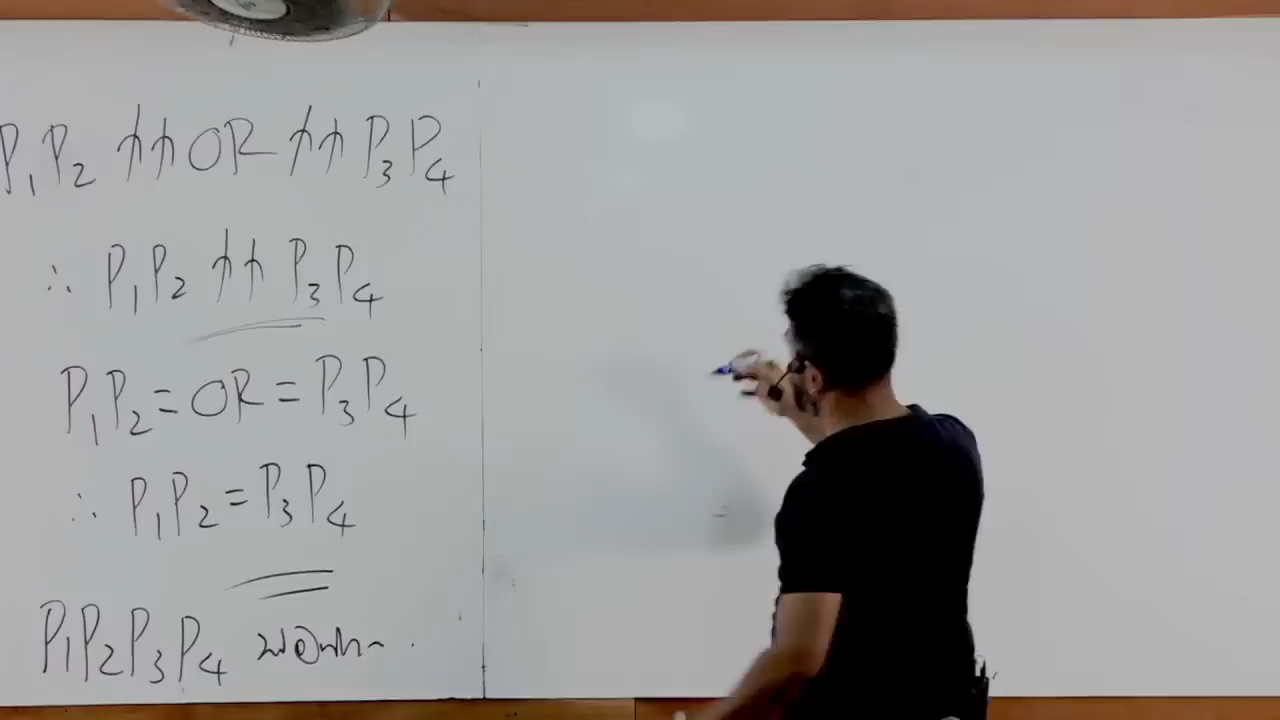 P₁P₂ // OR // P₃P₄
∴ P₁P₂ // P₃P₄
P₁P₂ = OR = P₃P₄
∴ P₁P₂ = P₃P₄
P₁P₂P₃P₄